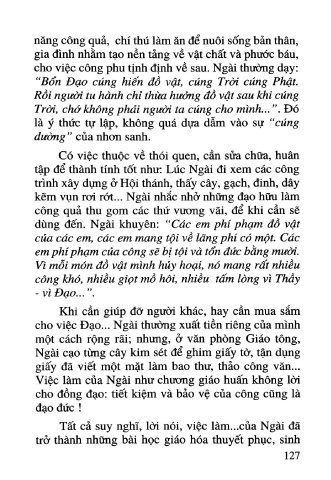 năng công quả, chí thú làm ăn để nuôi sống bản thân,
gia đình nhằm tạo nền tảng về vật chất và phước báu,
cho việc công phu tịnh định về sau. Ngài thường dạy:
“Bổn Đạo cúng hiến đồ vật, cúng Trời cúng Phật.
Rồi người tu hành chỉ thừa hưởng đồ vật sau khi cúng
Trời, chớ không phải người ta cúng cho mình...”. Đó
là ý thức tự lập, không quá dựa dẫm vào sự “cúng
dường” của nhơn sanh.
Có việc thuộc về thói quen, cần sửa chữa, huân
tập để thành tính tốt như: Lúc Ngài đi xem các công
trình xây dựng ở Hội thánh, thấy cây, gạch, đinh, dây
kẽm vụn rơi rớt... Ngài nhắc nhở những đạo hữu làm
công quả thu gom các thứ vương vãi, để khi cần sẽ
dùng đến. Ngài khuyên: “Các em phí phạm đồ vật
của các em, các em mang tội về lãng phí có một. Các
em phí phạm của công sẽ bị tội và tổn đức bằng mười.
Vì mỗi món đồ vật mình hủy hoại, nó mang rất nhiều
công khó, nhiều giọt mồ hôi, nhiều tấm lòng vì Thầy
- vì Đạo...”.
Khi cần giúp đỡ người khác, hay cần mua sắm
cho việc Đạo... Ngài thường xuất tiền riêng của mình
một cách rộng rãi; nhưng, ở văn phòng Giáo tông,
Ngài cạo từng cây kim sét để ghim giấy tờ, tận dụng
giấy đã viết một mặt làm bao thư, thảo công văn...
Việc làm của Ngài như chương giáo huấn không lời
cho đồng đạo: tiết kiệm và bảo vệ của công cũng là
đạo đức !
Tất cả suy nghĩ, lời nói, việc làm...của Ngài đã
trở thành những bài học giáo hóa thuyết phục, sinh
127